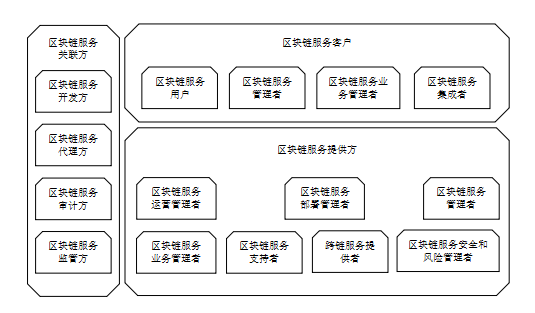 区块链服务
关联方
区块链服务
开发方
区块链服务
代理方
区块链服务
审计方
区块链服务
监管方
区块链服务客户
区块链服务
用户
区块链服务
管理者
区块链服务业
务管理者
区块链服务
集成者
区块链服务提供方
区块链服务
运营管理者
区块链服务
部署管理者
区块链服务
管理者
区块链服务
业务管理者
区块链服务
支持者
跨链服务提
供者
区块链服务安全和
风险管理者